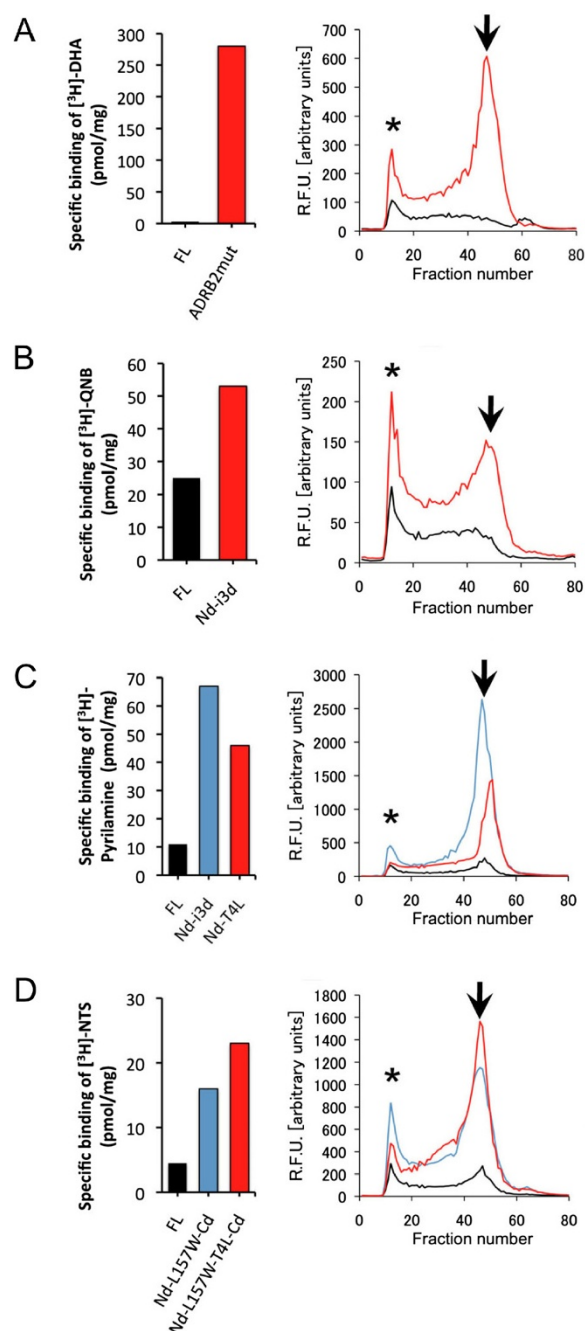 A
Specific binding of [³H]-DHA
(pmol/mg)
300
250
200
150
100
50
0
FL
ADRB2mut
R.F.U. [arbitrary units]
700
600
500
400
300
200
100
0
*
0 20 40 60 80
Fraction number
B
Specific binding of [³H]-QNB
(pmol/mg)
60
50
40
30
20
10
0
FL
Nd-i3d
R.F.U. [arbitrary units]
250
200
150
100
50
0
*
0 20 40 60 80
Fraction number
C
Specific binding of [³H]-
Pyrilamine (pmol/mg)
70
60
50
40
30
20
10
0
FL
Nd-i3d
Nd-T4L
R.F.U. [arbitrary units]
3000
2500
2000
1500
1000
500
0
*
0 20 40 60 80
Fraction number
D
Specific binding of [³H]-NTS
(pmol/mg)
30
20
10
0
FL
Nd-L157W-Cd
Nd-L157W-T4L-Cd
R.F.U. [arbitrary units]
1800
1600
1400
1200
1000
800
600
400
200
0
*
0 20 40 60 80
Fraction number